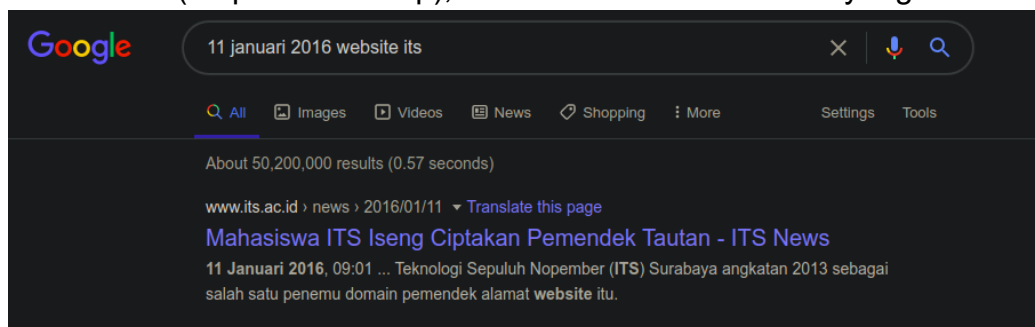 Google
11 januari 2016 website its
All Images Videos News Shopping More Settings Tools
About 50,200,000 results (0.57 seconds)
www.its.ac.id › news › 2016/01/11 Translate this page
Mahasiswa ITS Iseng Ciptakan Pemendek Tautan - ITS News
11 Januari 2016, 09:01 ... Teknologi Sepuluh Nopember (ITS) Surabaya angkatan 2013 sebagai
salah satu penemu domain pemendek alamat website itu.